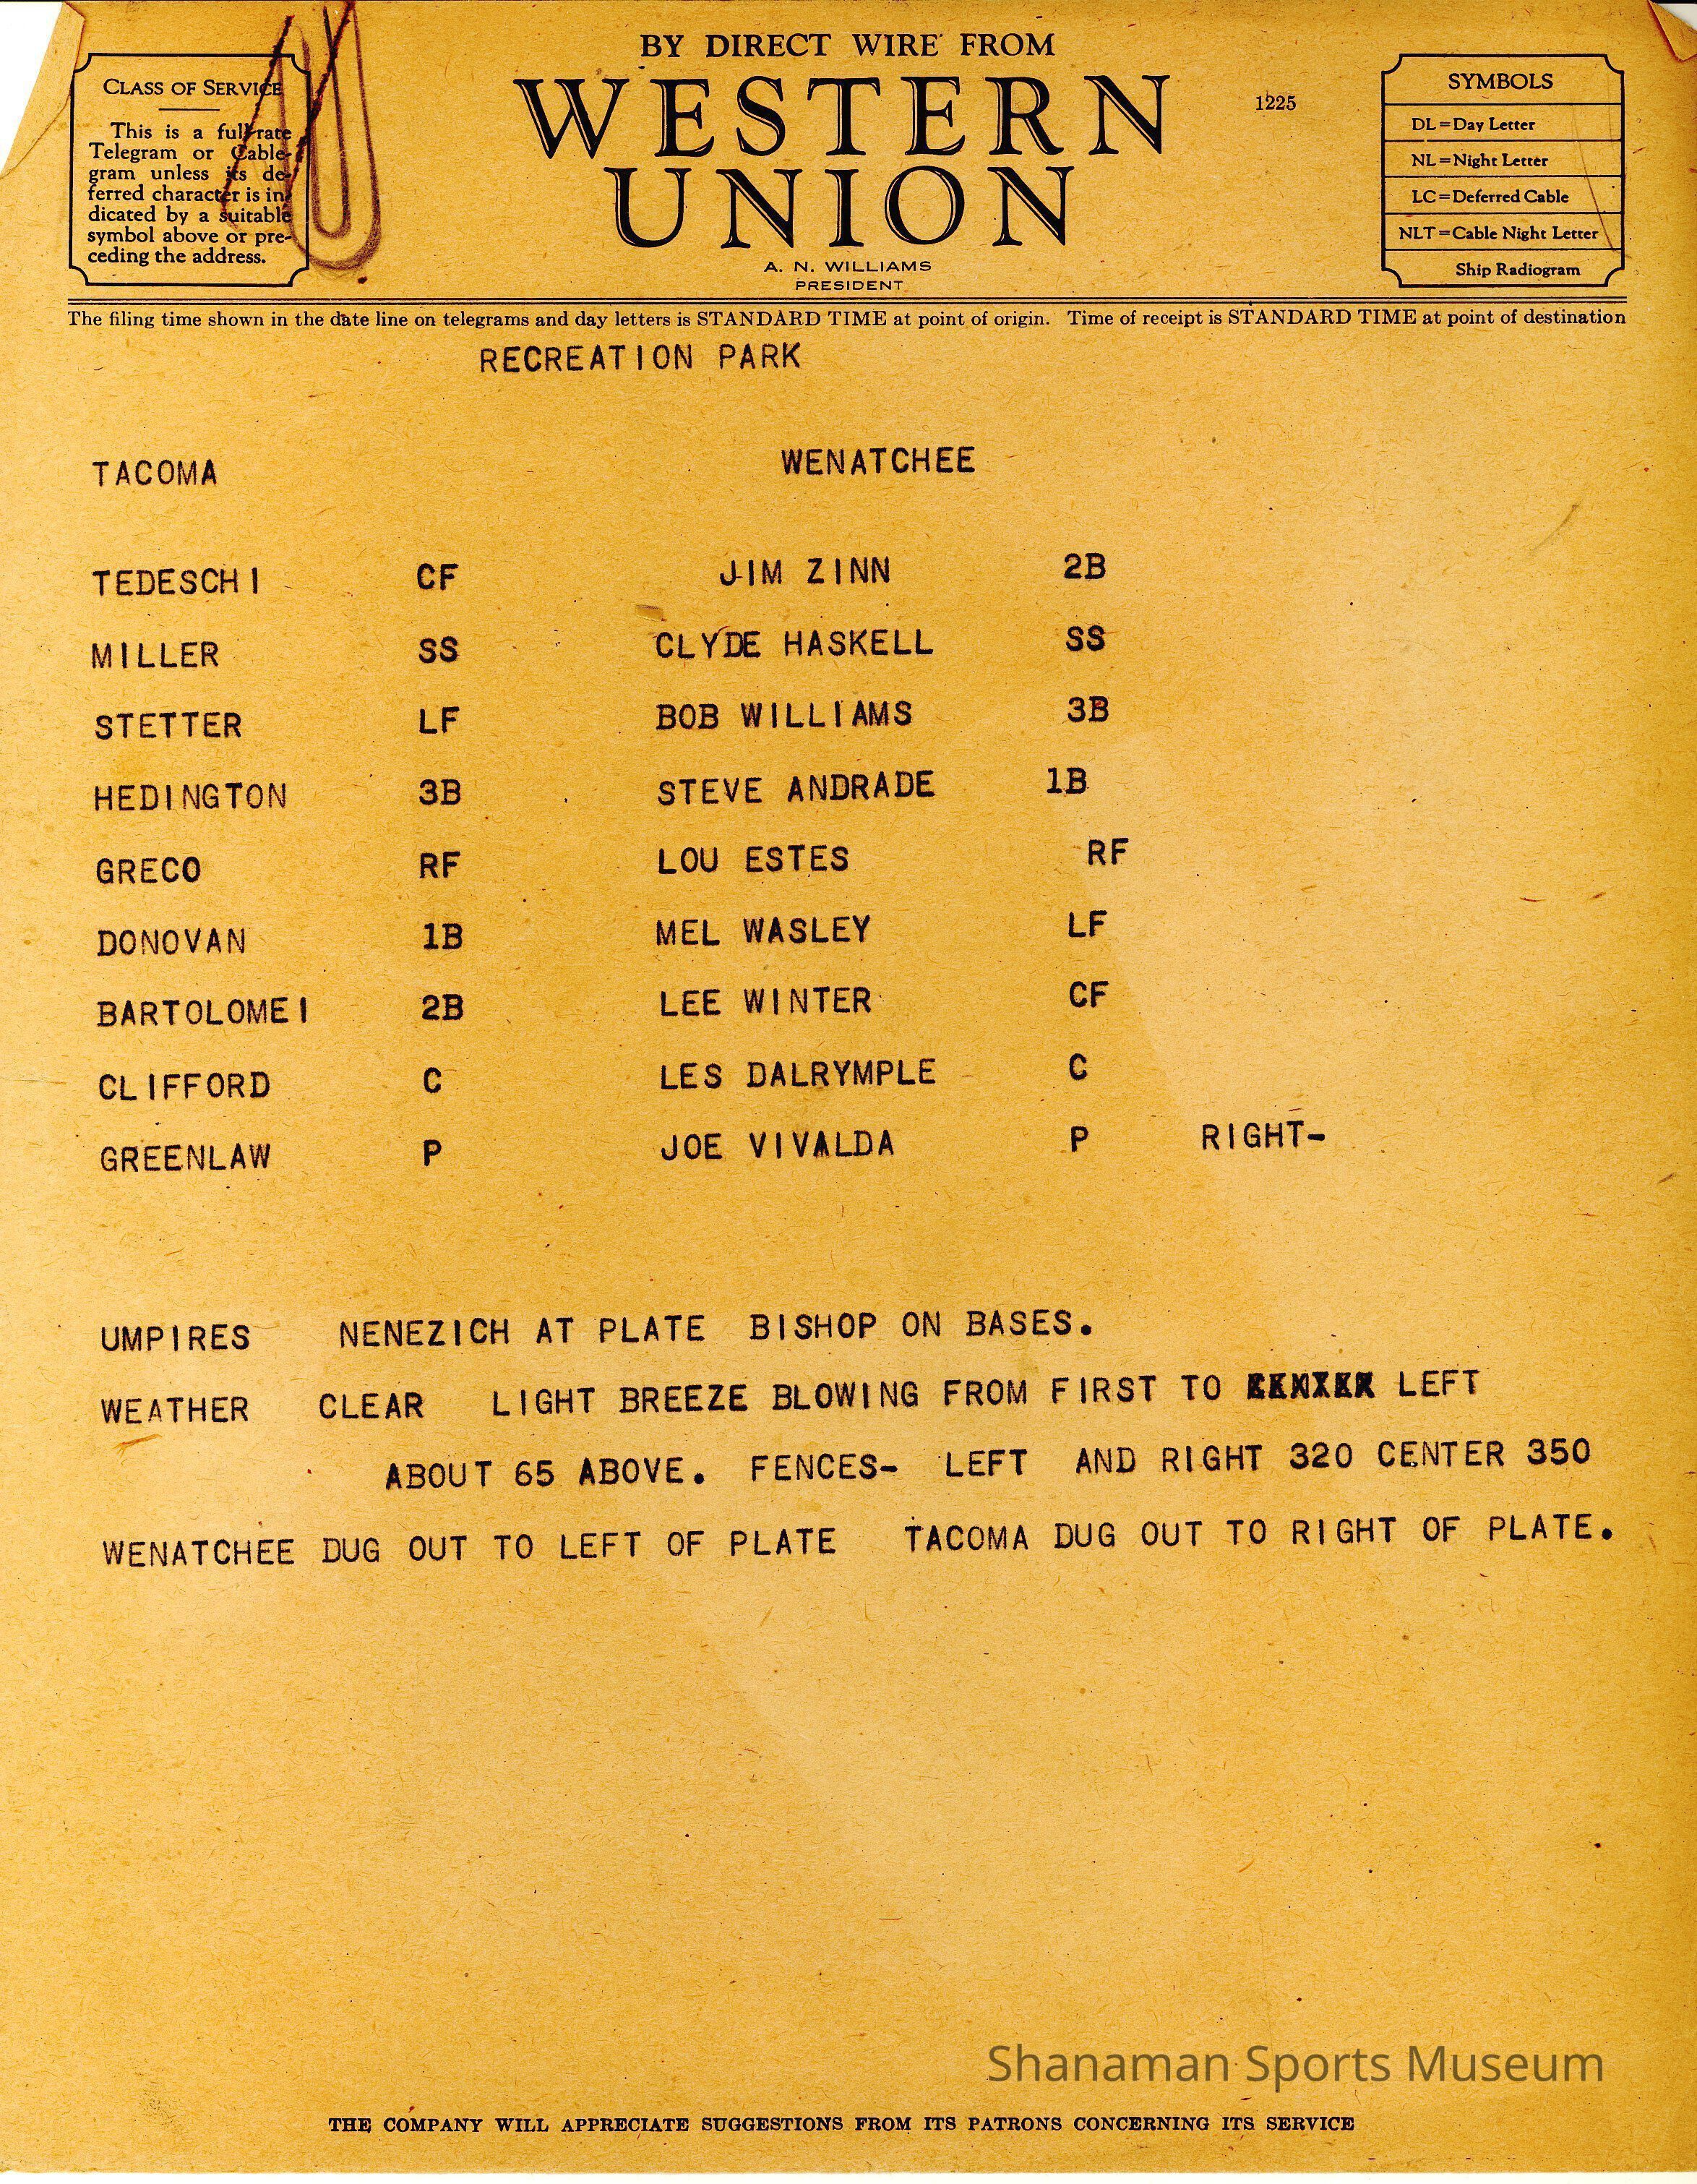 BY DIRECT WIRE FROM
WESTERN
UNION
1225
A. N. WILLIAMS
PRESIDENT
CLASS OF SERVICE
This is a full-rate
Telegram or Cable-
gram unless its de-
ferred character is in-
dicated by a suitable
symbol above or pre-
ceding the address.
SYMBOLS
DL=Day Letter
NL=Night Letter
LC=Deferred Cable
NLT=Cable Night Letter
Ship Radiogram
The filing time shown in the date line on telegrams and day letters is STANDARD TIME at point of origin. Time of receipt is STANDARD TIME at point of destination
RECREATION PARK
TACOMA WENATCHEE
TEDESCHI CF JIM ZINN 2B
MILLER SS CLYDE HASKELL SS
STETTER LF BOB WILLIAMS 3B
HEDINGTON 3B STEVE ANDRADE 1B
GRECO RF LOU ESTES RF
DONOVAN 1B MEL WASLEY LF
BARTOLOMEI 2B LEE WINTER CF
CLIFFORD C LES DALRYMPLE C
GREENLAW P JOE VIVALDA P RIGHT-
UMPIRES NENEZICH AT PLATE BISHOP ON BASES.
WEATHER CLEAR LIGHT BREEZE BLOWING FROM FIRST TO LEFT
ABOUT 65 ABOVE. FENCES- LEFT AND RIGHT 320 CENTER 350
WENATCHEE DUG OUT TO LEFT OF PLATE TACOMA DUG OUT TO RIGHT OF PLATE.
Shanaman Sports Museum
THE COMPANY WILL APPRECIATE SUGGESTIONS FROM ITS PATRONS CONCERNING ITS SERVICE